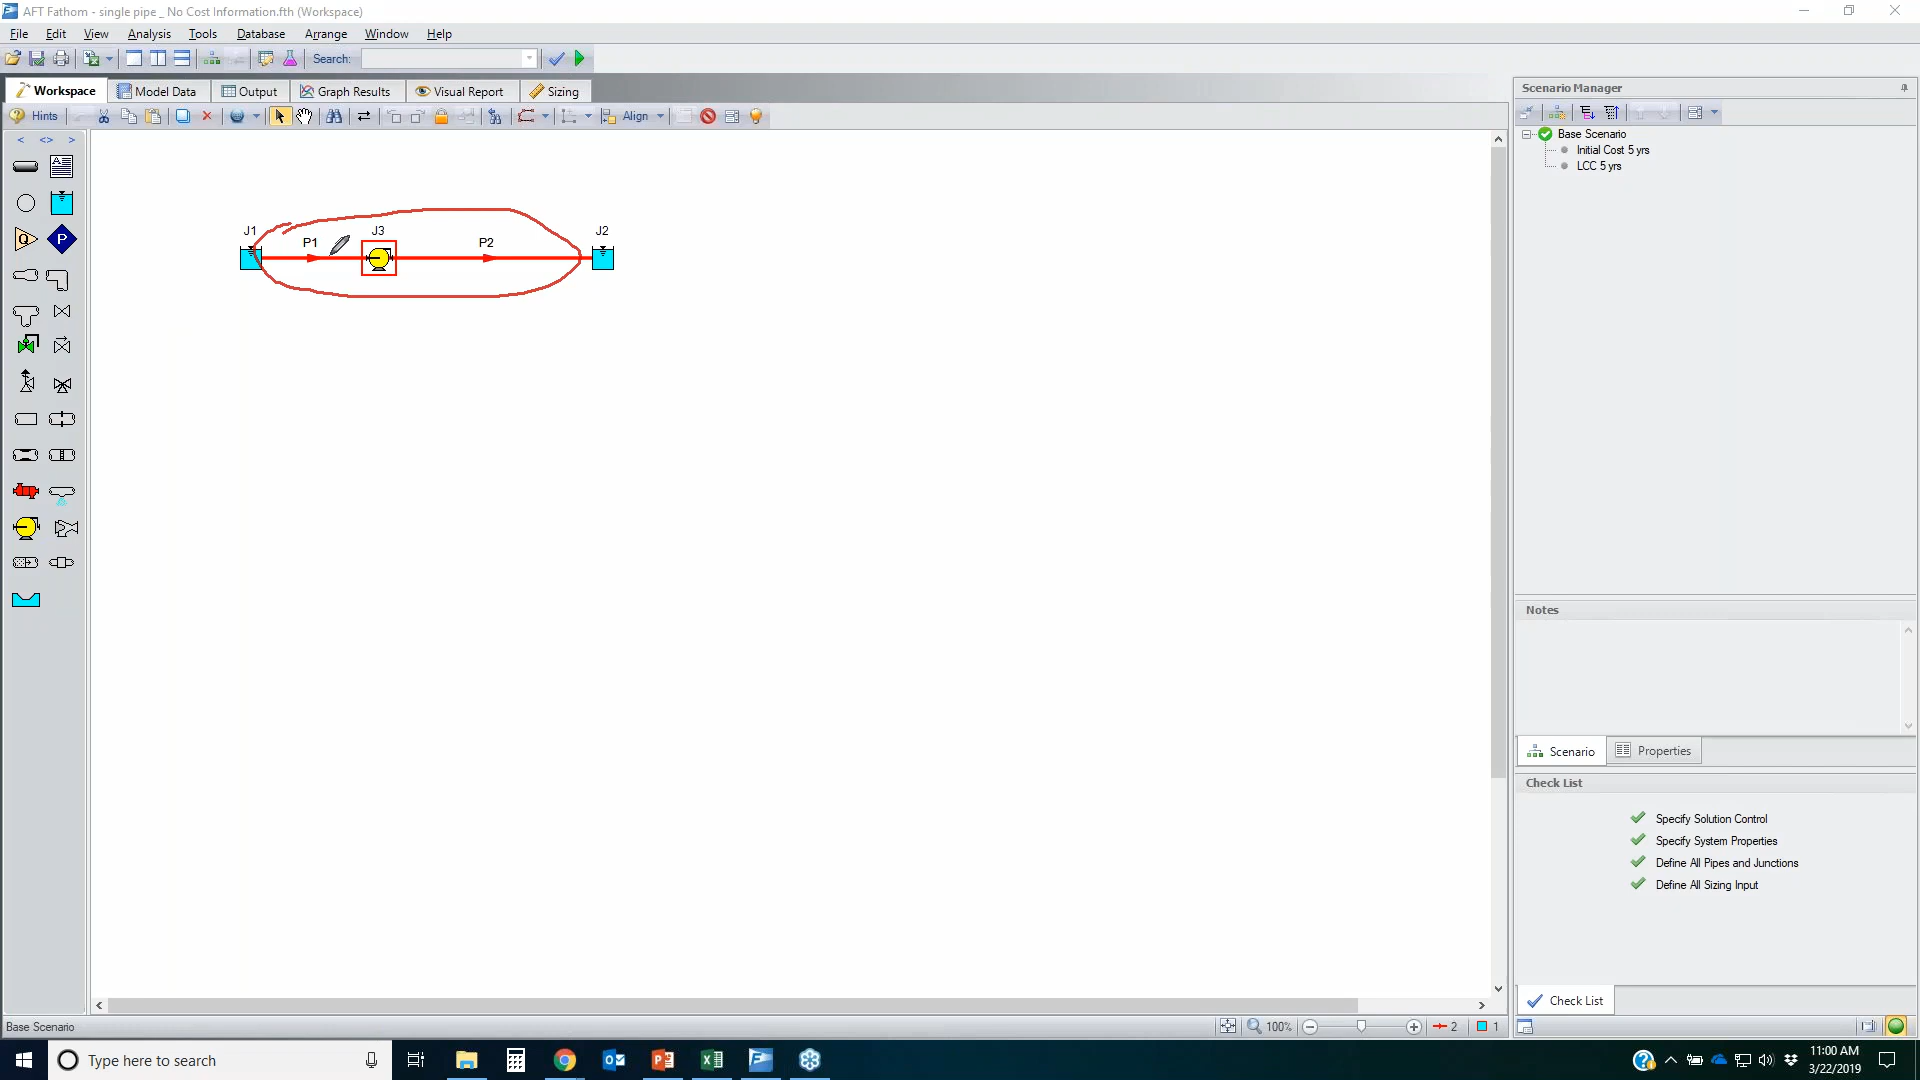 AFT Fathom - single pipe _ No Cost Information.fth (Workspace)
File Edit View Analysis Tools Database Arrange Window Help
Search:
Workspace Model Data Output Graph Results Visual Report Sizing
Hints Align
Scenario Manager
Base Scenario
Initial Cost 5 yrs
LCC 5 yrs
< <> >
A
Q P
J1 J3 J2
P1 P2
Notes
Scenario Properties
Check List
Specify Solution Control
Specify System Properties
Define All Pipes and Junctions
Define All Sizing Input
Check List
Base Scenario 100% 2 1
Type here to search
11:00 AM
3/22/2019